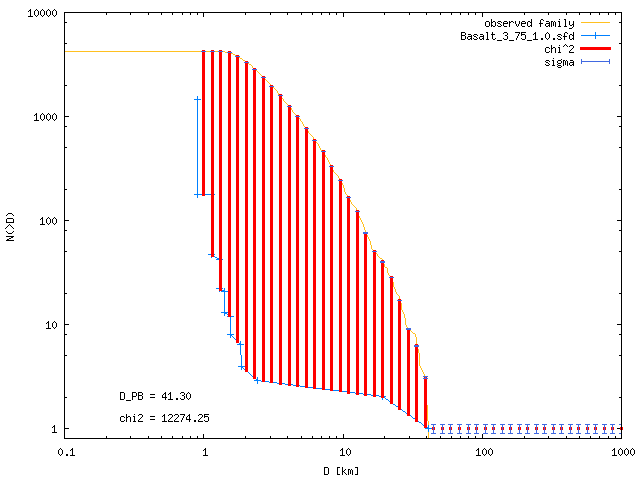 10000
1000
100
10
1
N(>D)
observed family
Basalt_3_75_1.0.sfd
chi^2
sigma
D_PB = 41.30
chi2 = 12274.25
0.1 1 10 100 1000
D [km]